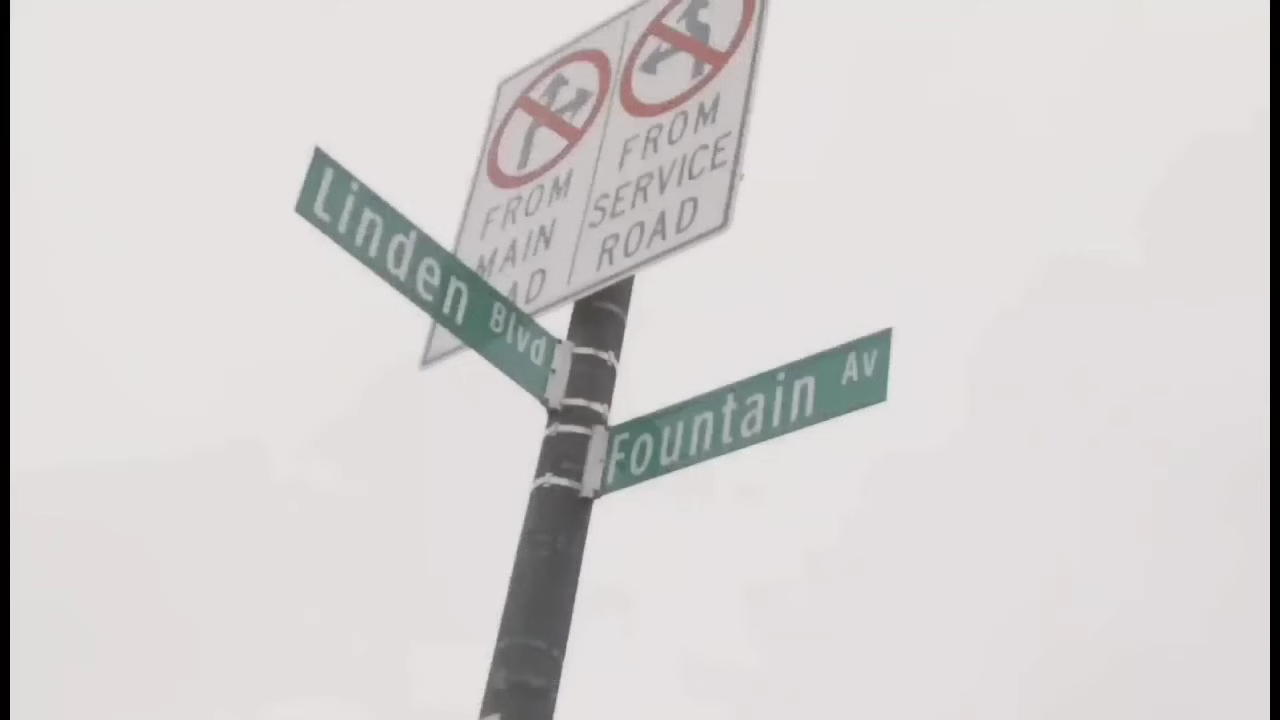 FROM
MAIN
FROM
SERVICE
ROAD
Linden Blvd
Fountain Av